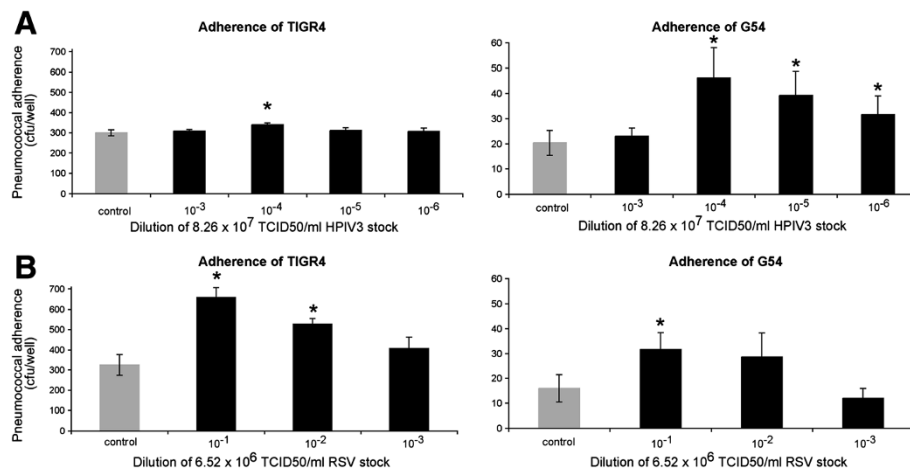 A
Adherence of TIGR4
Pneumococcal adherence
(cfu/well)
700
600
500
400
300
200
100
0
*
control
10-3
10-4
10-5
10-6
Dilution of 8.26 x 107 TCID50/ml HPIV3 stock
Adherence of G54
60
50
40
30
20
10
0
*
*
*
control
10-3
10-4
10-5
10-6
Dilution of 8.26 x 107 TCID50/ml HPIV3 stock
B
Adherence of TIGR4
Pneumococcal adherence
(cfu/well)
700
600
500
400
300
200
100
0
*
*
control
10-1
10-2
10-3
Dilution of 6.52 x 106 TCID50/ml RSV stock
Adherence of G54
60
50
40
30
20
10
0
*
control
10-1
10-2
10-3
Dilution of 6.52 x 106 TCID50/ml RSV stock